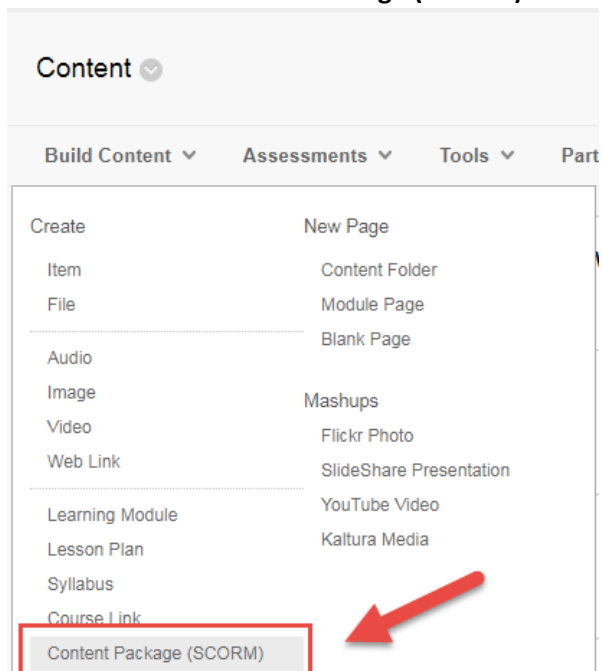 Content
Build Content
Assessments
Tools
Part
Create
Item
File
Audio
Image
Video
Web Link
Learning Module
Lesson Plan
Syllabus
Course Link
Content Package (SCORM)
New Page
Content Folder
Module Page
Blank Page
Mashups
Flickr Photo
SlideShare Presentation
YouTube Video
Kaltura Media